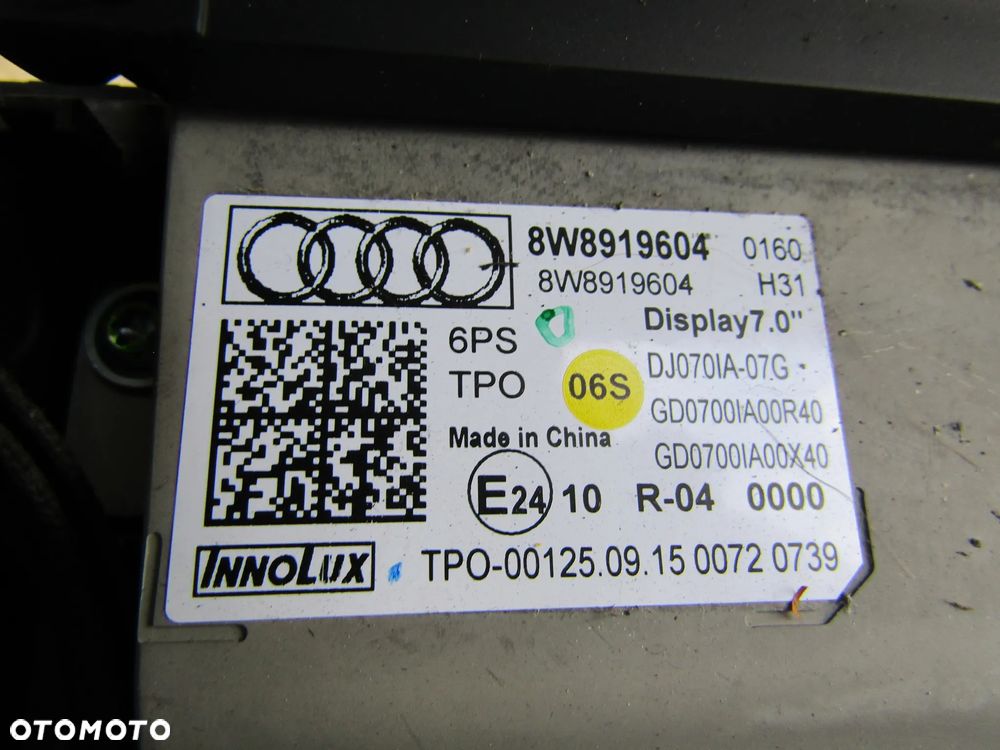 8W8919604 0160
8W8919604 H31
Display7.0"
6PS
DJ070IA-07G
TPO
06S
GD0700IA00R40
Made in China
GD0700IA00X40
E24 10 R-04 0000
INNOLUX TPO-00125.09.15 0072 0739
OTOMOTO